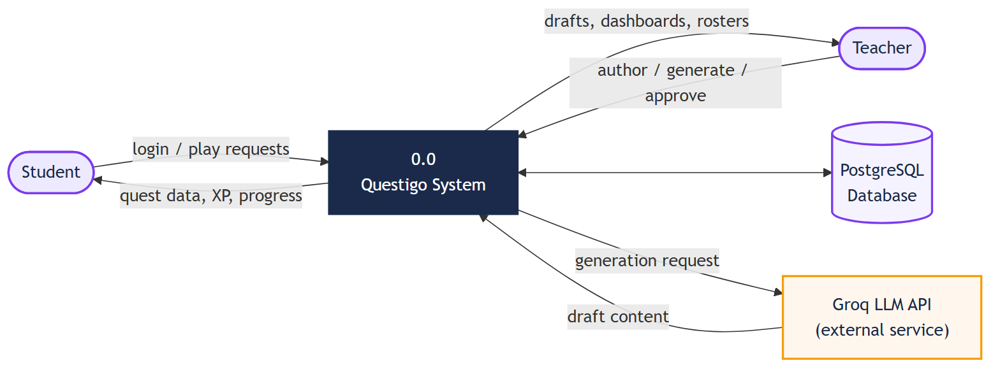 drafts, dashboards, rosters
Teacher
author / generate /
approve
login / play requests
Student
quest data, XP, progress
0.0
Questigo System
PostgreSQL
Database
generation request
draft content
Groq LLM API
(external service)